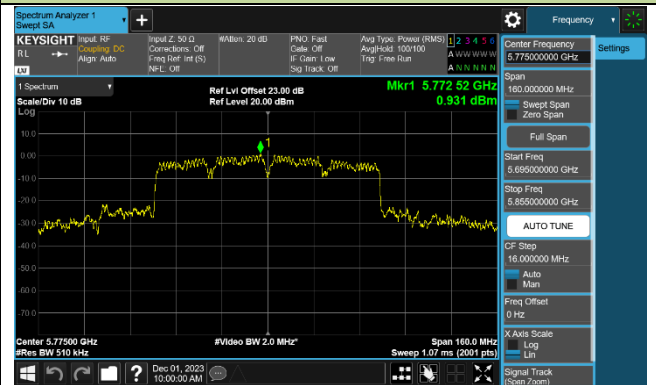 Spectrum Analyzer 1
Swept SA
Frequency
KEYSIGHT
RL
Input: RF
Coupling: DC
Align: Auto
Input Z: 50 Ω
Corrections: Off
Freq Ref: Int (S)
NFE: Off
#Atten: 20 dB
PNO: Fast
Gate: Off
IF Gain: Low
Sig Track: Off
Avg Type: Power (RMS)
Avg|Hold: 100/100
Trig: Free Run
1 2 3 4 5 6
A W W W W W
A N N N N N
LXI
1 Spectrum
Scale/Div 10 dB
Log
Ref Lvl Offset 23.00 dB
Ref Level 20.00 dBm
Mkr1 5.772 52 GHz
0.931 dBm
1
10.0
0.00
-10.0
-20.0
-30.0
-40.0
-50.0
-60.0
-70.0
Center 5.77500 GHz
#Res BW 510 kHz
#Video BW 2.0 MHz*
Span 160.0 MHz
Sweep 1.07 ms (2001 pts)
Dec 01, 2023
10:00:00 AM
Center Frequency
5.775000000 GHz
Span
160.000000 MHz
Swept Span
Zero Span
Full Span
Start Freq
5.695000000 GHz
Stop Freq
5.855000000 GHz
AUTO TUNE
CF Step
16.000000 MHz
Auto
Man
Freq Offset
0 Hz
X Axis Scale
Log
Lin
Signal Track
(Span Zoom)
Settings